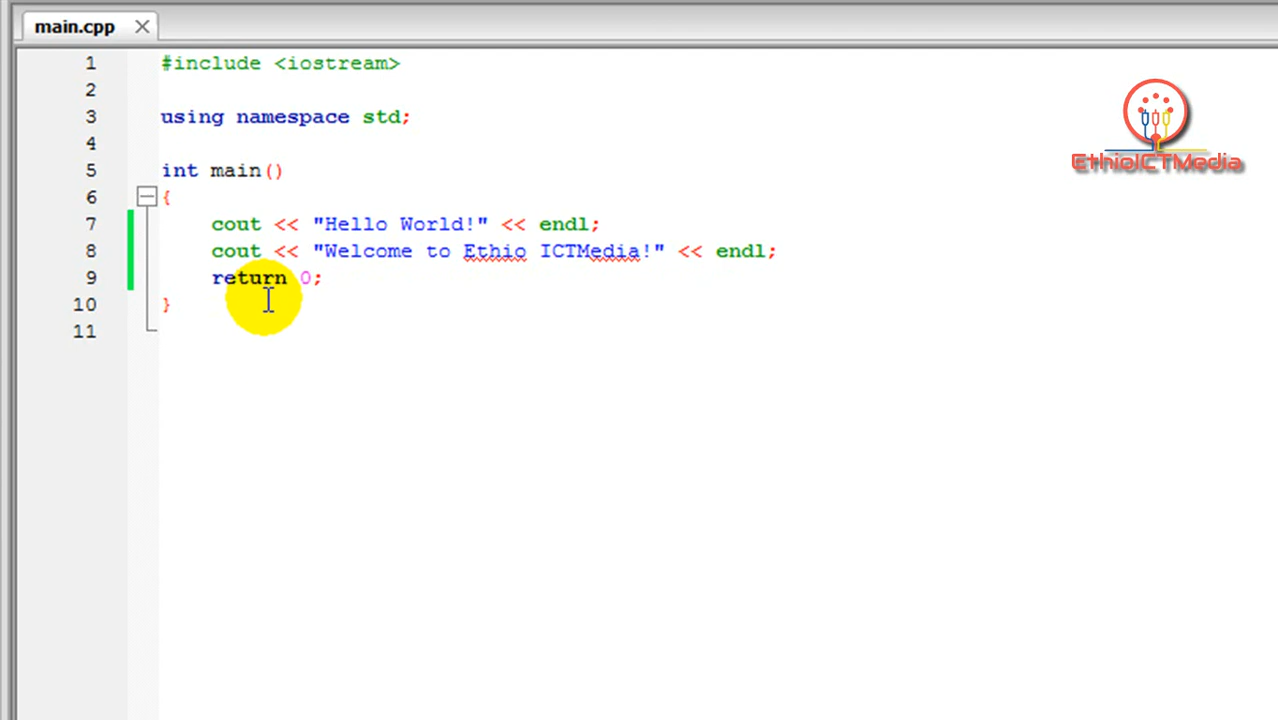 main.cpp
1 #include <iostream>
2
3 using namespace std;
4
5 int main()
6 {
7 cout << "Hello World!" << endl;
8 cout << "Welcome to Ethio ICTMedia!" << endl;
9 return 0;
10 }
11
EthioICTMedia